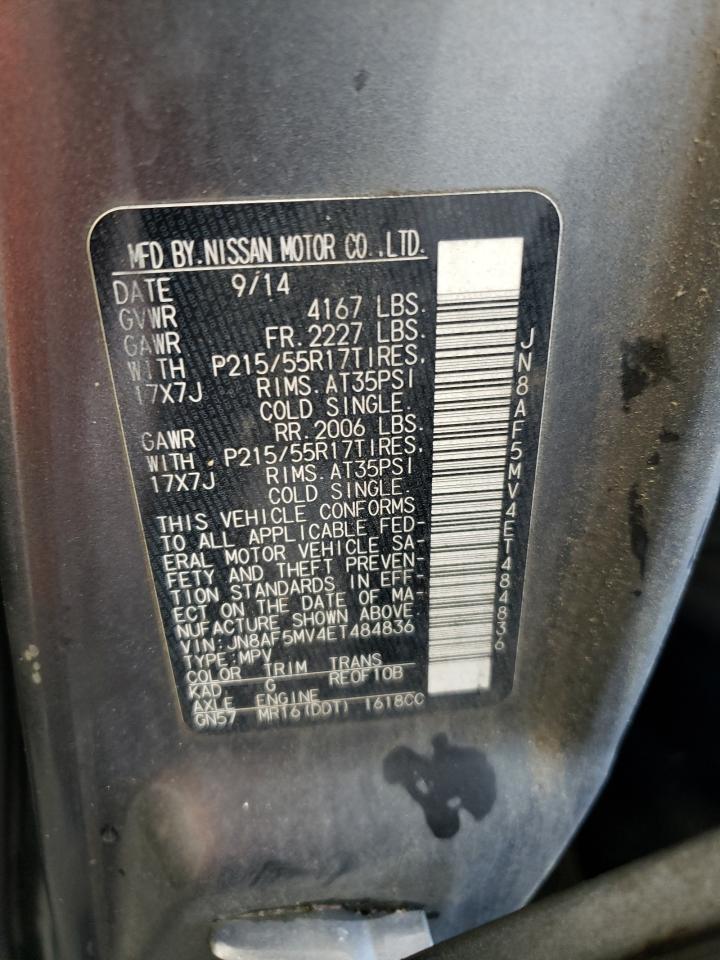 MFD BY.NISSAN MOTOR CO.,LTD.
DATE 9/14
GVWR 4167 LBS.
GAWR FR.2227 LBS.
WITH P215/55R17TIRES,
17X7J RIMS.AT35PSI
COLD SINGLE.
GAWR RR.2006 LBS.
WITH P215/55R17TIRES,
17X7J RIMS.AT35PSI
COLD SINGLE.
THIS VEHICLE CONFORMS
TO ALL APPLICABLE FED-
ERAL MOTOR VEHICLE SA-
FETY AND THEFT PREVEN-
TION STANDARDS IN EFF-
ECT ON THE DATE OF MA-
NUFACTURE SHOWN ABOVE.
VIN:JN8AF5MV4ET484836
TYPE:MPV
COLOR TRIM TRANS
KAD G RE0F10B
AXLE ENGINE
GN57 MR16(DDT) 1618CC
JN8AF5MV4ET484836